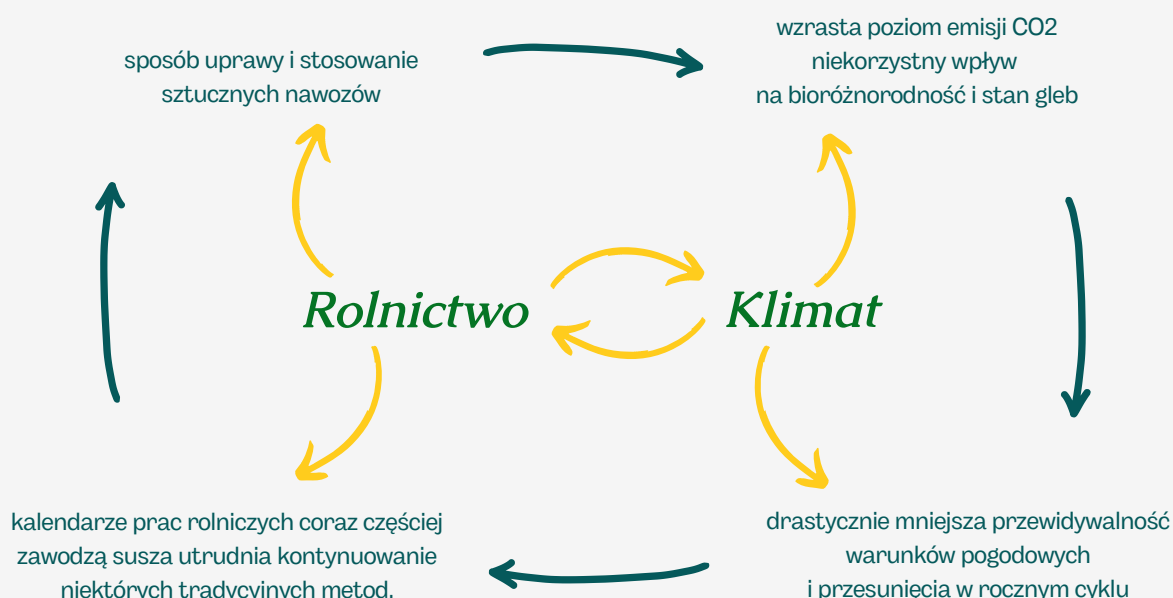 sposób uprawy i stosowanie
sztucznych nawozów
wzrasta poziom emisji CO2
niekorzystny wpływ
na bioróżnorodność i stan gleb
Rolnictwo
Klimat
kalendarze prac rolniczych coraz częściej
zawodzą susza utrudnia kontynuowanie
niektórych tradycyjnych metod.
drastycznie mniejsza przewidywalność
warunków pogodowych
i przesunięcia w rocznym cyklu